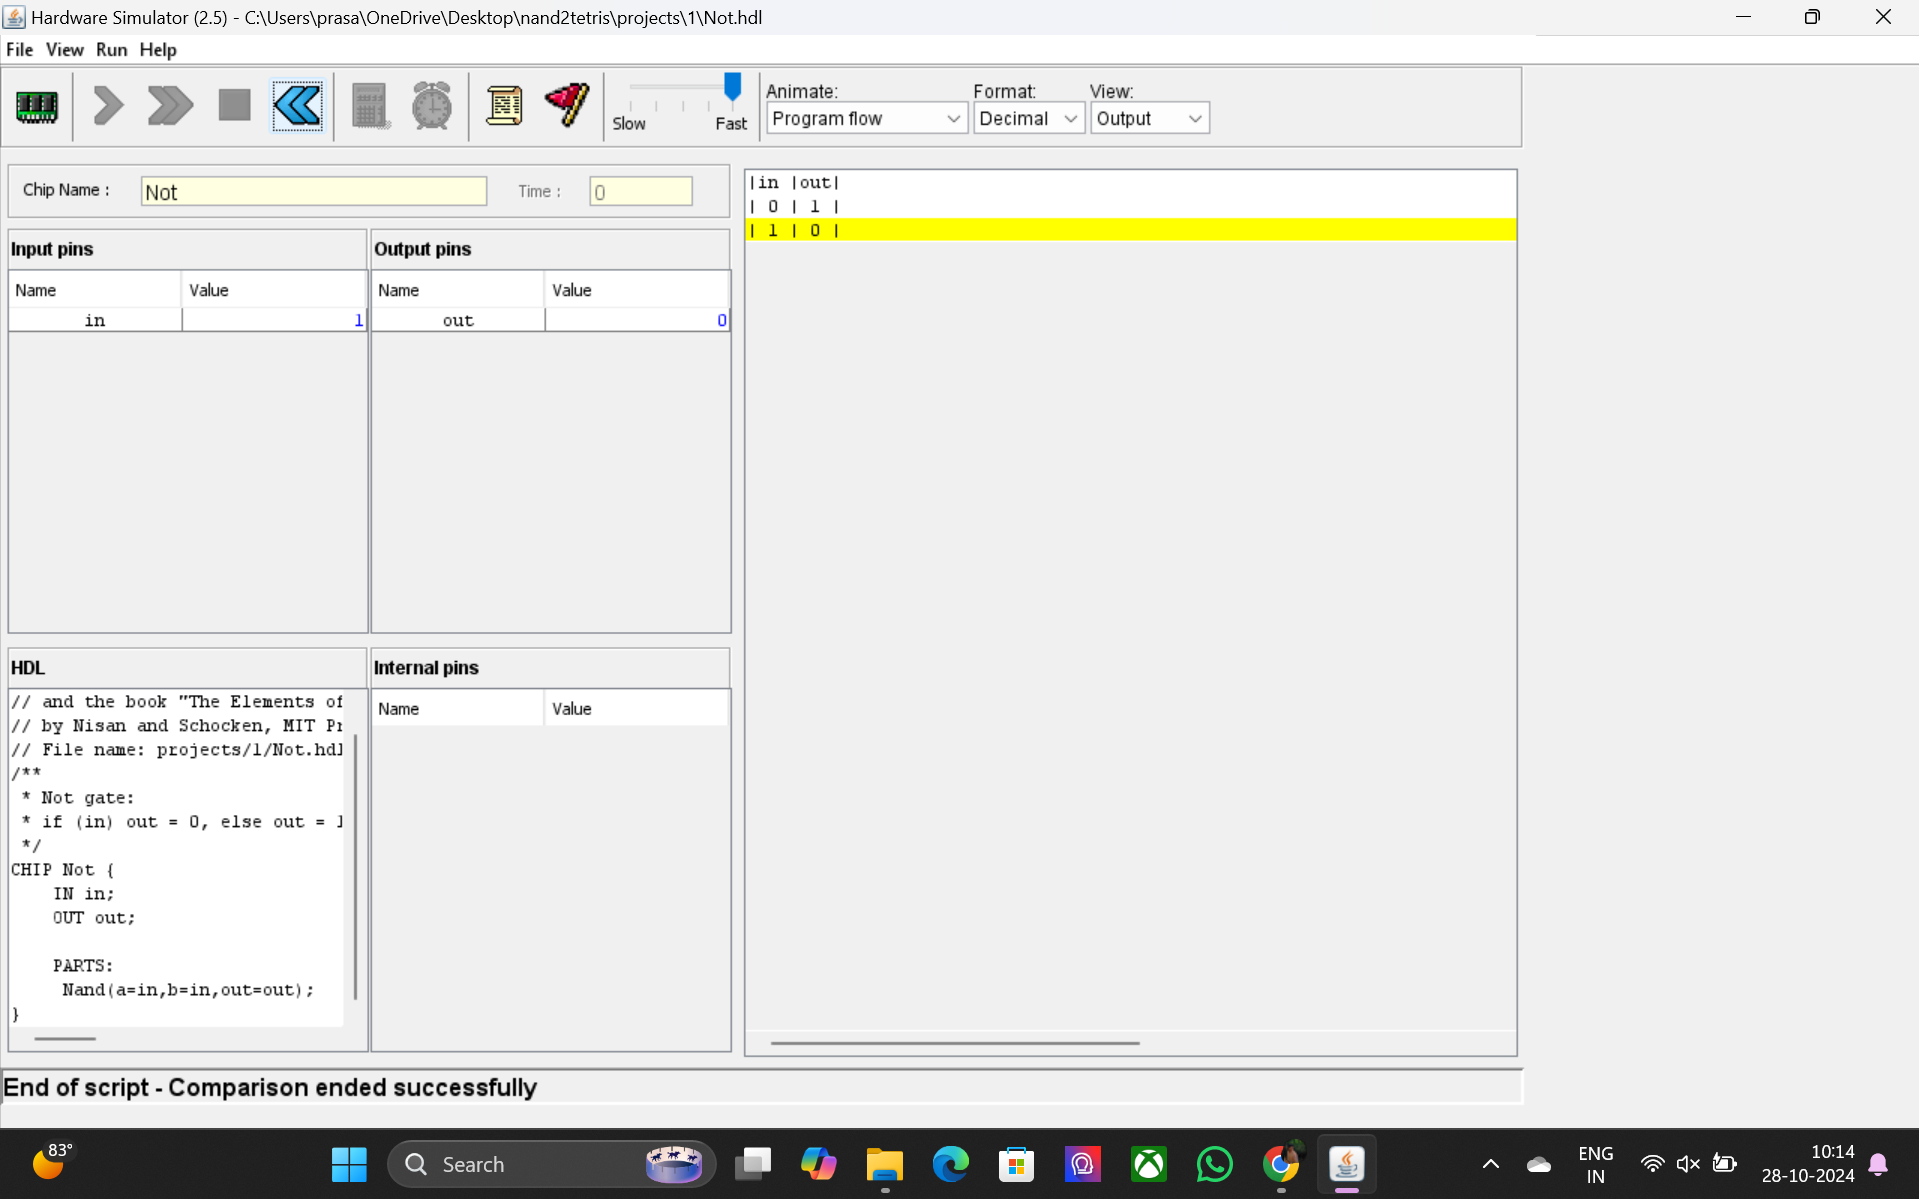 Hardware Simulator (2.5) - C:\Users\prasa\OneDrive\Desktop\nand2tetris\projects\1\Not.hdl
File View Run Help
Slow Fast
Animate: Format: View:
Program flow Decimal Output
Chip Name : Not Time : 0
|in |out|
| 0 | 1 |
| 1 | 0 |
Input pins
Name Value
in 1
Output pins
Name Value
out 0
HDL
// and the book "The Elements of
// by Nisan and Schocken, MIT Pr
// File name: projects/1/Not.hdl
/**
* Not gate:
* if (in) out = 0, else out = 1
*/
CHIP Not {
IN in;
OUT out;
PARTS:
Nand(a=in,b=in,out=out);
}
Internal pins
Name Value
End of script - Comparison ended successfully
83°
Search
ENG
IN
10:14
28-10-2024